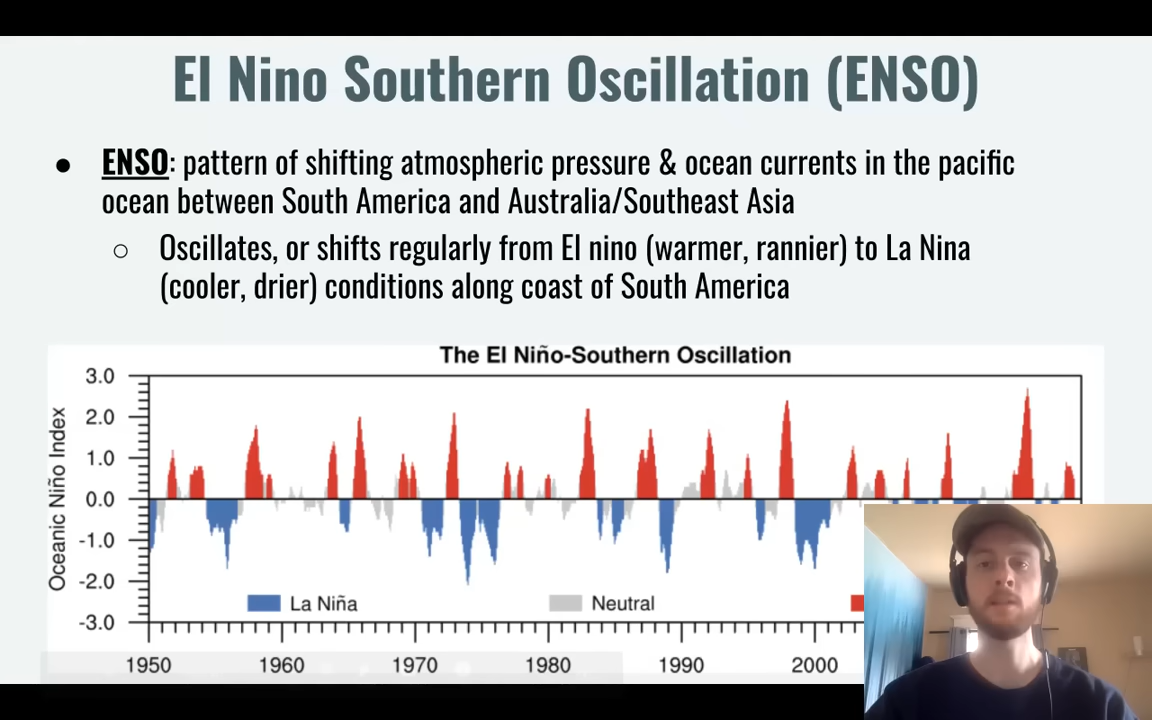 El Nino Southern Oscillation (ENSO)
● ENSO: pattern of shifting atmospheric pressure & ocean currents in the pacific
ocean between South America and Australia/Southeast Asia
○ Oscillates, or shifts regularly from El nino (warmer, rannier) to La Nina
(cooler, drier) conditions along coast of South America
The El Niño-Southern Oscillation
Oceanic Niño Index
3.0
2.0
1.0
0.0
-1.0
-2.0
-3.0
La Niña Neutral
1950 1960 1970 1980 1990 2000